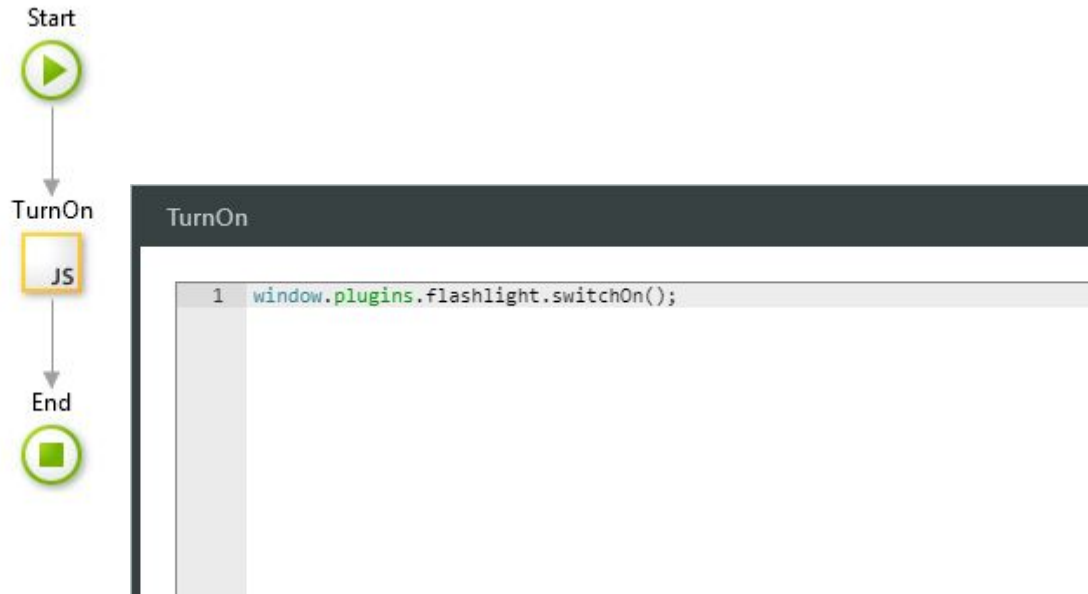 Start
TurnOn
JS
End
TurnOn
1 window.plugins.flashlight.switchOn();